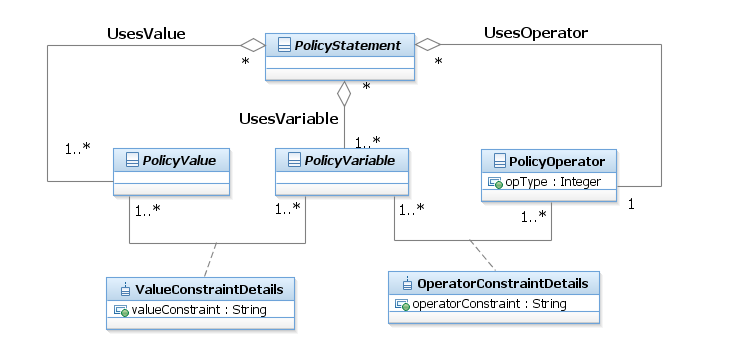 UsesValue
PolicyStatement
UsesOperator
*
*
*
UsesVariable
1..*
1..*
PolicyValue
PolicyVariable
PolicyOperator
opType : Integer
1
1..*
1..*
1..*
1..*
ValueConstraintDetails
valueConstraint : String
OperatorConstraintDetails
operatorConstraint : String